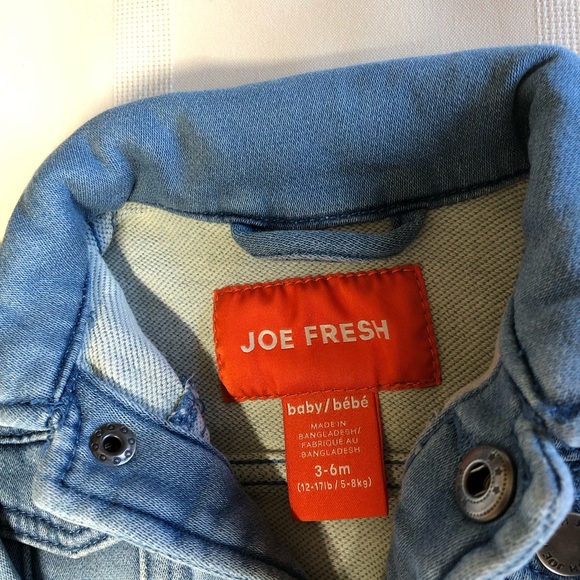 JOE FRESH
baby/bébé
MADE IN
BANGLADESH/
FABRIQUÉ AU
BANGLADESH
3-6m
(12-17lb/5-8kg)